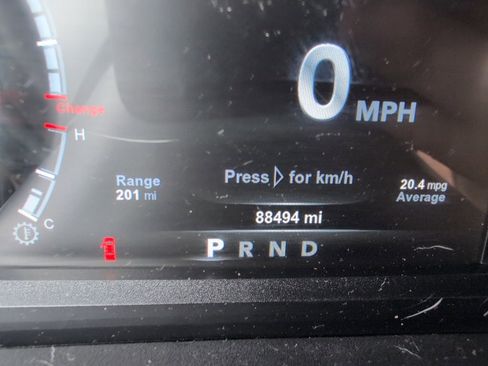 0 MPH
Change
H
Range
201 mi
Press ▷ for km/h
20.4 mpg
Average
88494 mi
C
P R N D